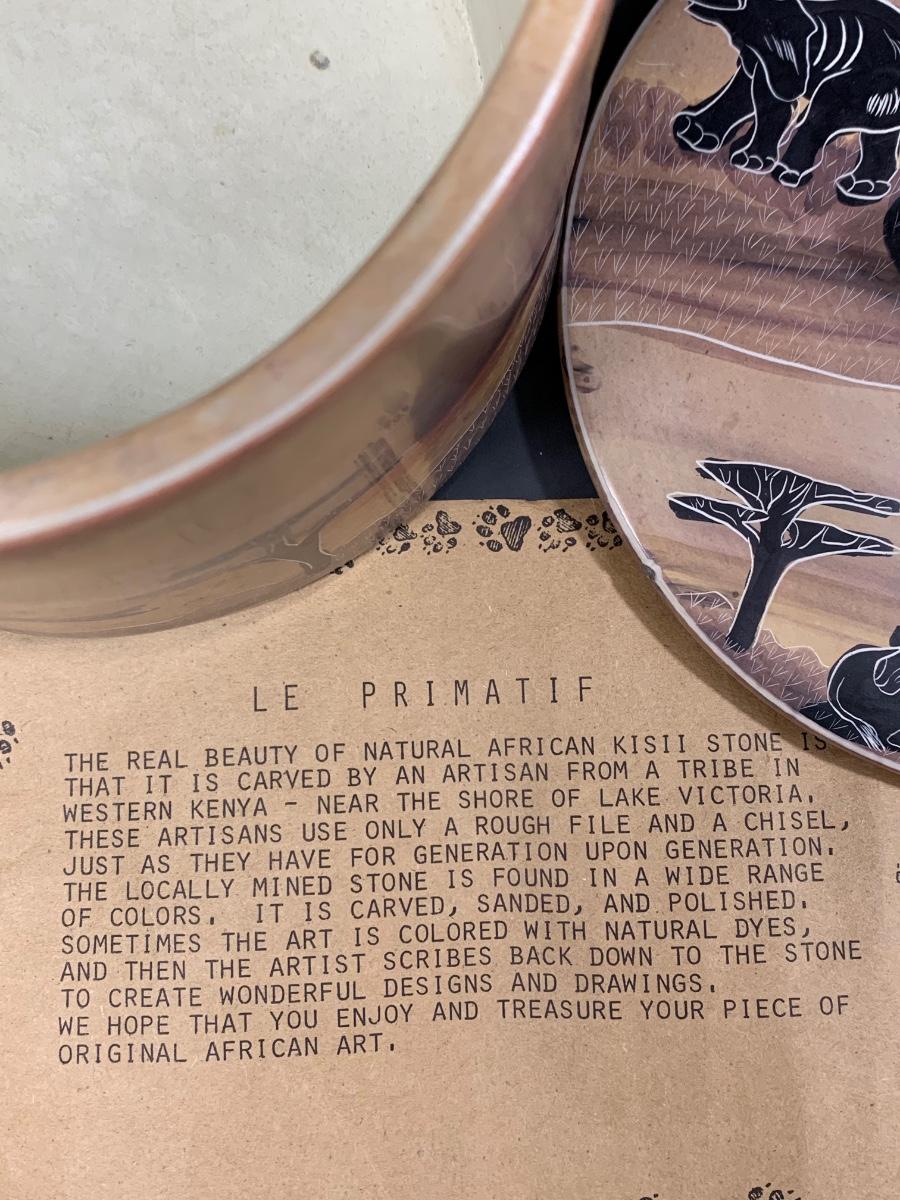 LE PRIMATIF
THE REAL BEAUTY OF NATURAL AFRICAN KISII STONE IS
THAT IT IS CARVED BY AN ARTISAN FROM A TRIBE IN
WESTERN KENYA - NEAR THE SHORE OF LAKE VICTORIA.
THESE ARTISANS USE ONLY A ROUGH FILE AND A CHISEL,
JUST AS THEY HAVE FOR GENERATION UPON GENERATION.
THE LOCALLY MINED STONE IS FOUND IN A WIDE RANGE
OF COLORS. IT IS CARVED, SANDED, AND POLISHED.
SOMETIMES THE ART IS COLORED WITH NATURAL DYES,
AND THEN THE ARTIST SCRIBES BACK DOWN TO THE STONE
TO CREATE WONDERFUL DESIGNS AND DRAWINGS.
WE HOPE THAT YOU ENJOY AND TREASURE YOUR PIECE OF
ORIGINAL AFRICAN ART.